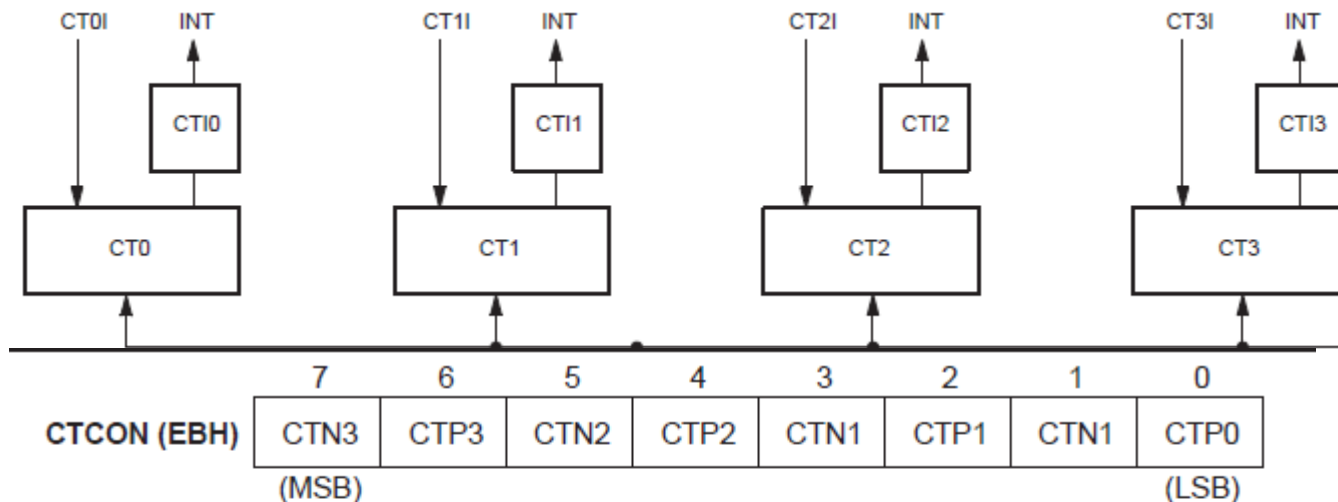 CT0I INT CT1I INT CT2I INT CT3I INT
CTI0 CTI1 CTI2 CTI3
CT0 CT1 CT2 CT3
7 6 5 4 3 2 1 0
CTCON (EBH) CTN3 CTP3 CTN2 CTP2 CTN1 CTP1 CTN1 CTP0
(MSB) (LSB)